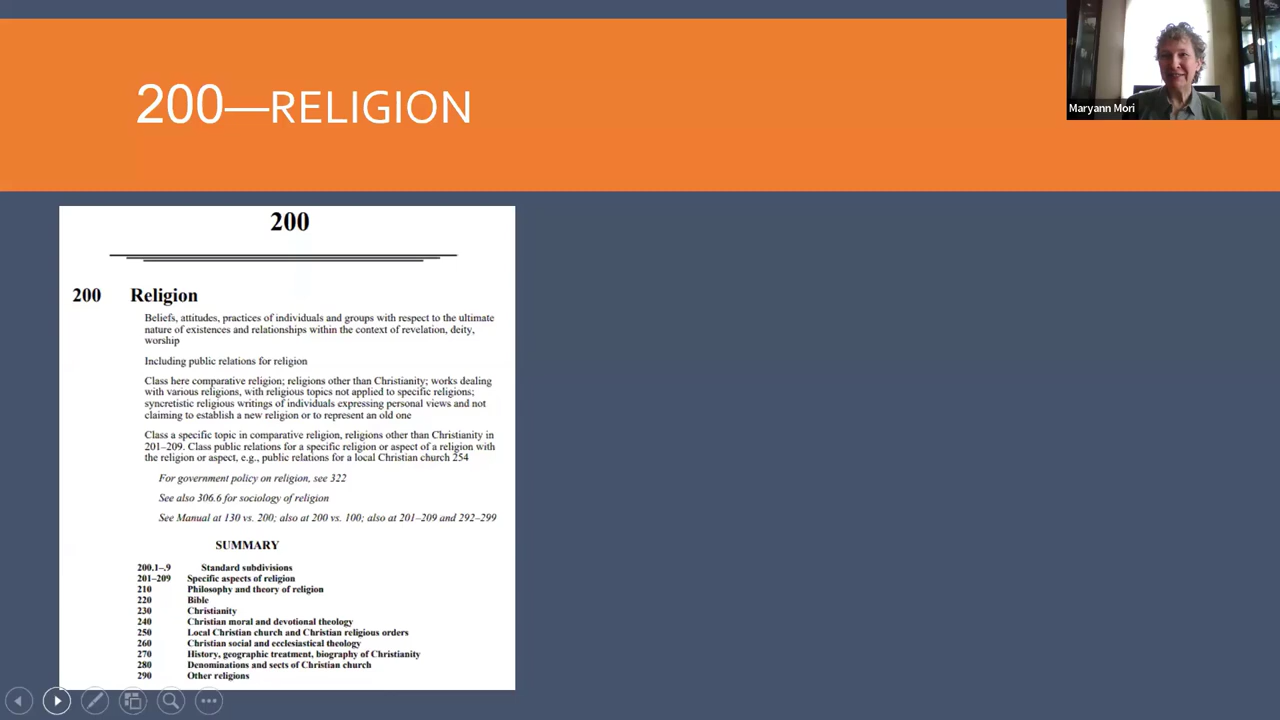 200—RELIGION
Maryann Mori
200
200 Religion
Beliefs, attitudes, practices of individuals and groups with respect to the ultimate
nature of existences and relationships within the context of revelation, deity,
worship
Including public relations for religion
Class here comparative religion; religions other than Christianity; works dealing
with various religions, with religious topics not applied to specific religions;
syncretistic religious writings of individuals expressing personal views and not
claiming to establish a new religion or to represent an old one
Class a specific topic in comparative religion, religions other than Christianity in
201–209. Class public relations for a specific religion or aspect of a religion with
the religion or aspect, e.g., public relations for a local Christian church 254
For government policy on religion, see 322
See also 306.6 for sociology of religion
See Manual at 130 vs. 200; also at 200 vs. 100; also at 201–209 and 292–299
SUMMARY
200.1–.9 Standard subdivisions
201–209 Specific aspects of religion
210 Philosophy and theory of religion
220 Bible
230 Christianity
240 Christian moral and devotional theology
250 Local Christian church and Christian religious orders
260 Christian social and ecclesiastical theology
270 History, geographic treatment, biography of Christianity
280 Denominations and sects of Christian church
290 Other religions